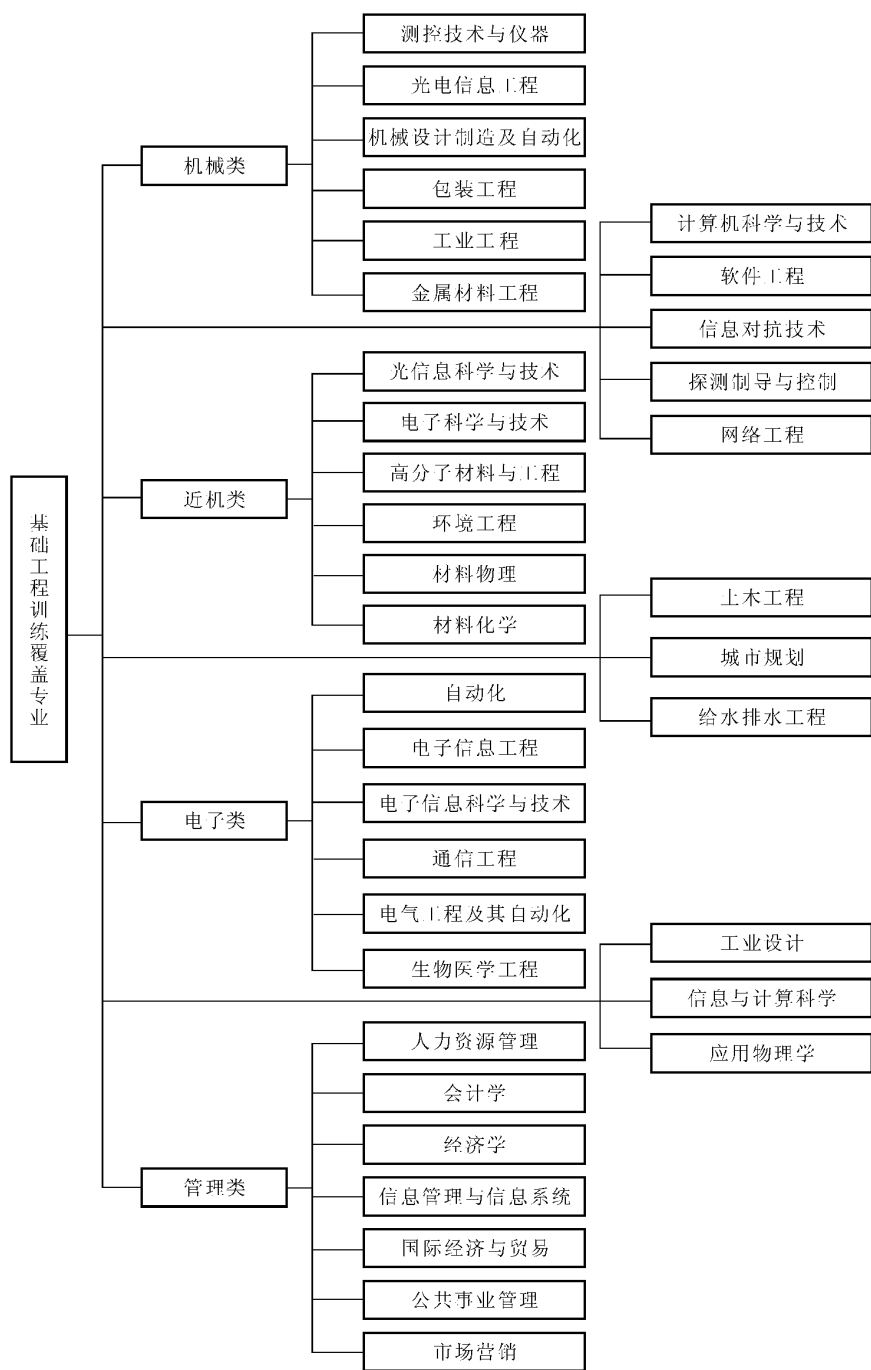 基础工程训练覆盖专业
机械类
测控技术与仪器
光电信息工程
机械设计制造及自动化
包装工程
工业工程
金属材料工程
计算机科学与技术
软件工程
信息对抗技术
探测制导与控制
网络工程
近机类
光信息科学与技术
电子科学与技术
高分子材料与工程
环境工程
材料物理
材料化学
土木工程
城市规划
给水排水工程
电子类
自动化
电子信息工程
电子信息科学与技术
通信工程
电气工程及其自动化
生物医学工程
工业设计
信息与计算科学
应用物理学
管理类
人力资源管理
会计学
经济学
信息管理与信息系统
国际经济与贸易
公共事业管理
市场营销